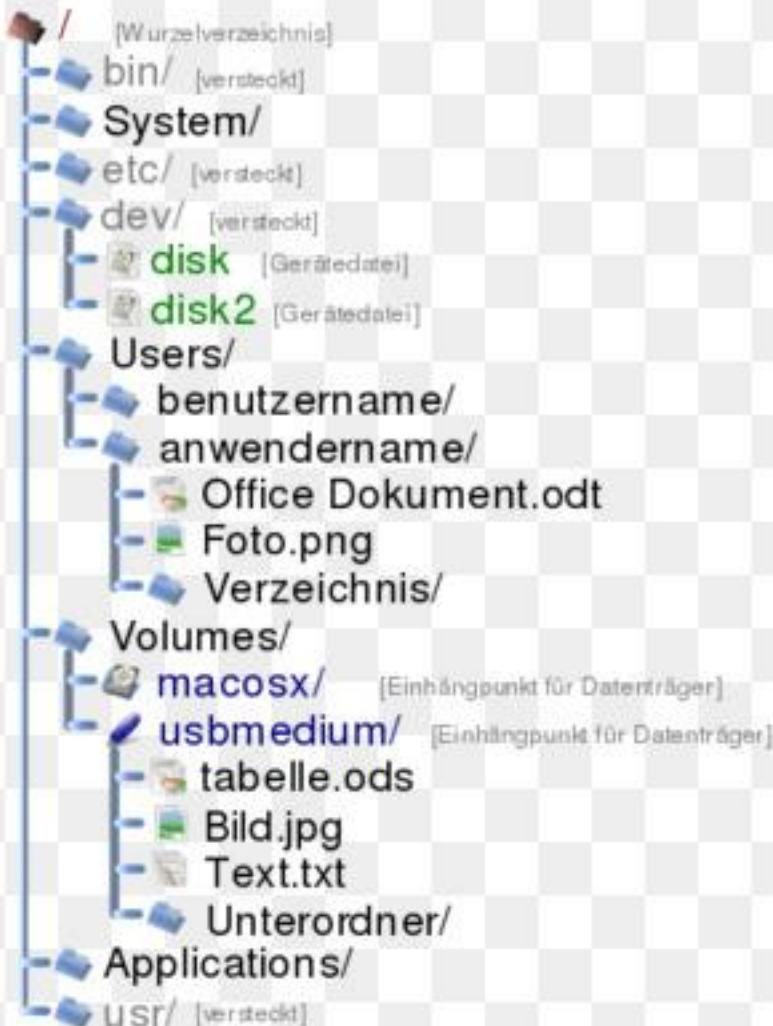 / [Wurzelverzeichnis]
bin/ [versteckt]
System/
etc/ [versteckt]
dev/ [versteckt]
disk [Gerätedatei]
disk2 [Gerätedatei]
Users/
benutzername/
anwendername/
Office Dokument.odt
Foto.png
Verzeichnis/
Volumes/
macosx/ [Einhängpunkt für Datenträger]
usbmedium/ [Einhängpunkt für Datenträger]
tabelle.ods
Bild.jpg
Text.txt
Unterordner/
Applications/
usr/ [versteckt]